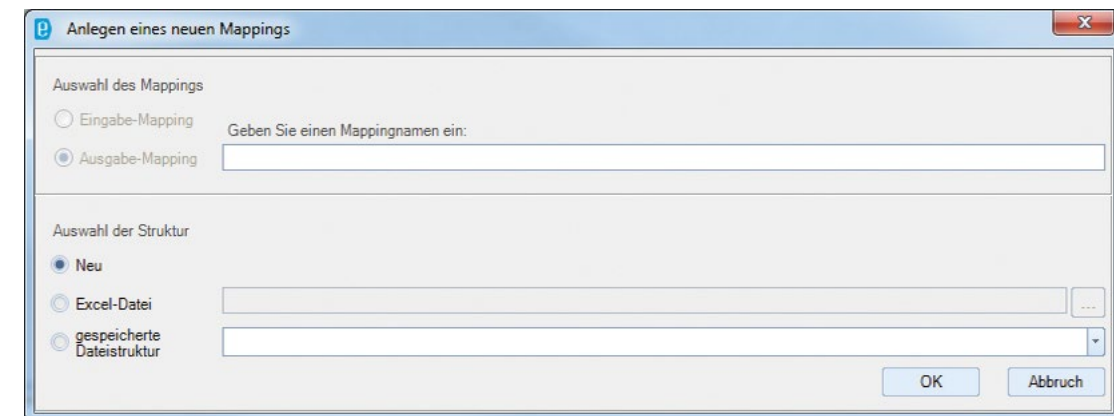 Anlegen eines neuen Mappings
Auswahl des Mappings
Eingabe-Mapping
Geben Sie einen Mappingnamen ein:
Ausgabe-Mapping
Auswahl der Struktur
Neu
Excel-Datei
...
gespeicherte
Dateistruktur
OK Abbruch